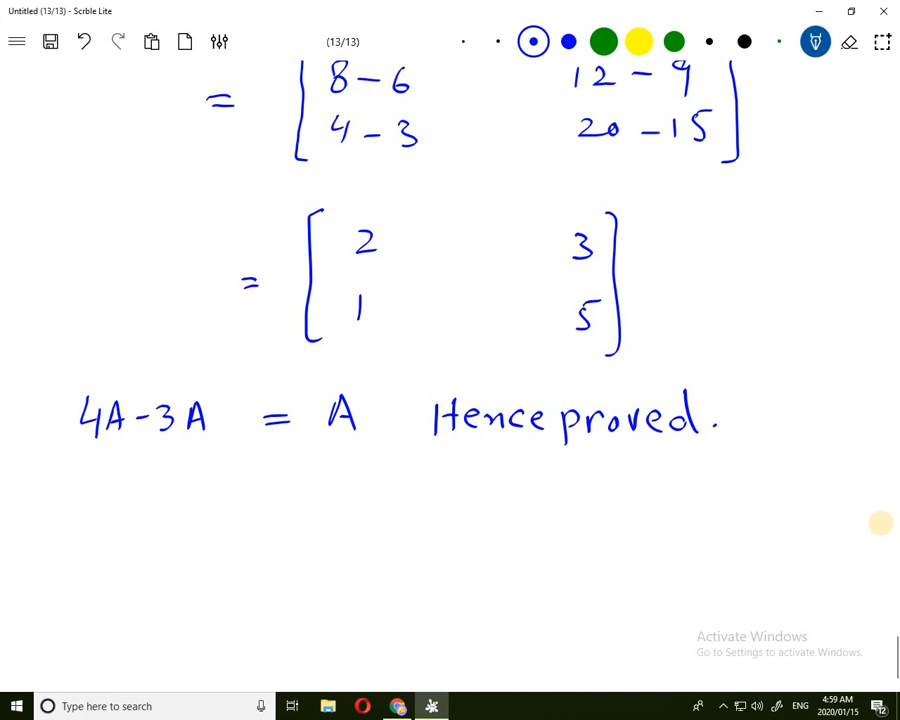 Untitled (13/13) - Scrble Lite
(13/13)
8 - 6 12 - 9
= 4 - 3 20 - 15
2 3
= 1 5
4A - 3A = A Hence proved.
Activate Windows
Go to Settings to activate Windows.
Type here to search
ENG
4:59 AM
2020/01/15
12